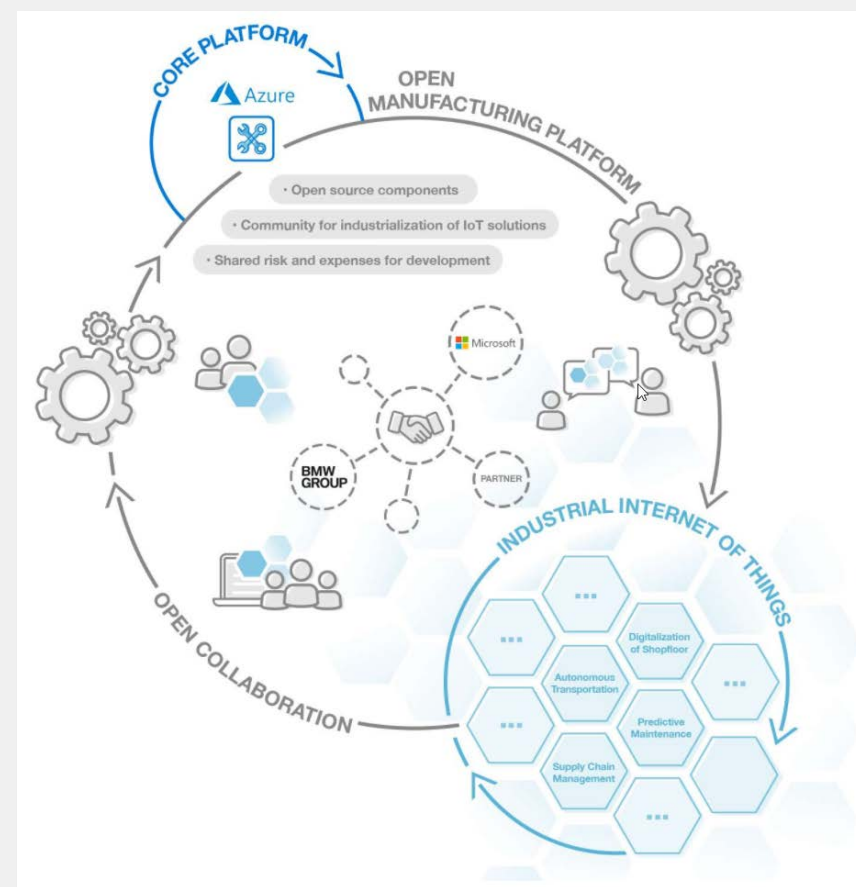 CORE PLATFORM
Azure
OPEN
MANUFACTURING PLATFORM
• Open source components
• Community for industrialization of IoT solutions
• Shared risk and expenses for development
Microsoft
BMW
GROUP
PARTNER
INDUSTRIAL INTERNET OF THINGS
...
...
Digitalization
of Shopfloor
Autonomous
Transportation
...
...
Predictive
Maintenance
Supply Chain
Management
...
OPEN COLLABORATION